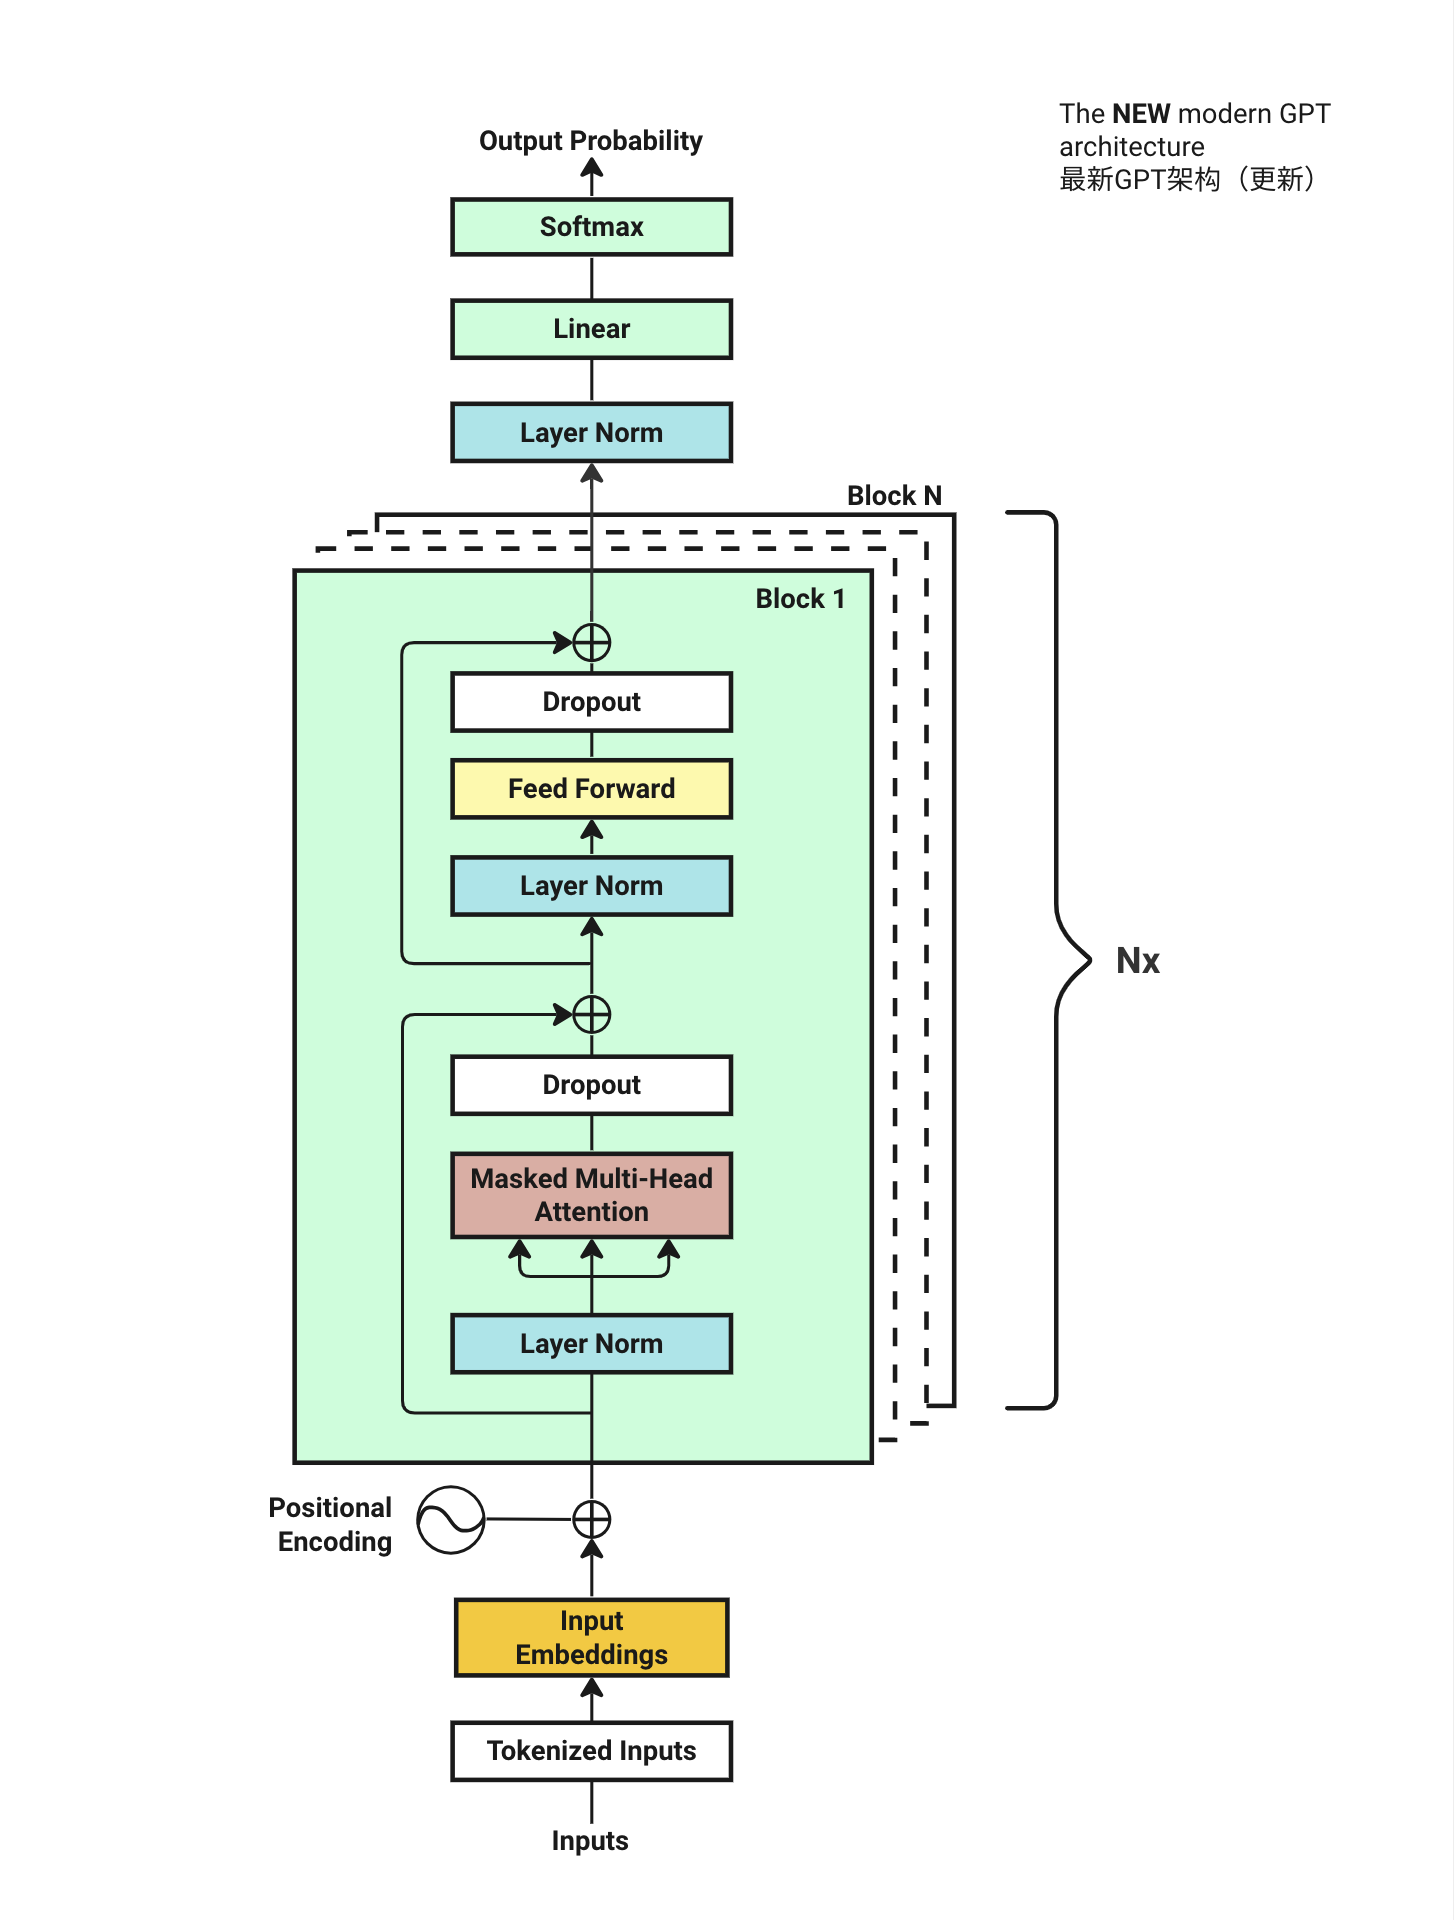 The NEW modern GPT
architecture
最新GPT架构（更新）
Output Probability
Softmax
Linear
Layer Norm
Block N
Block 1
Dropout
Feed Forward
Layer Norm
Nx
Dropout
Masked Multi-Head
Attention
Layer Norm
Positional
Encoding
Input
Embeddings
Tokenized Inputs
Inputs